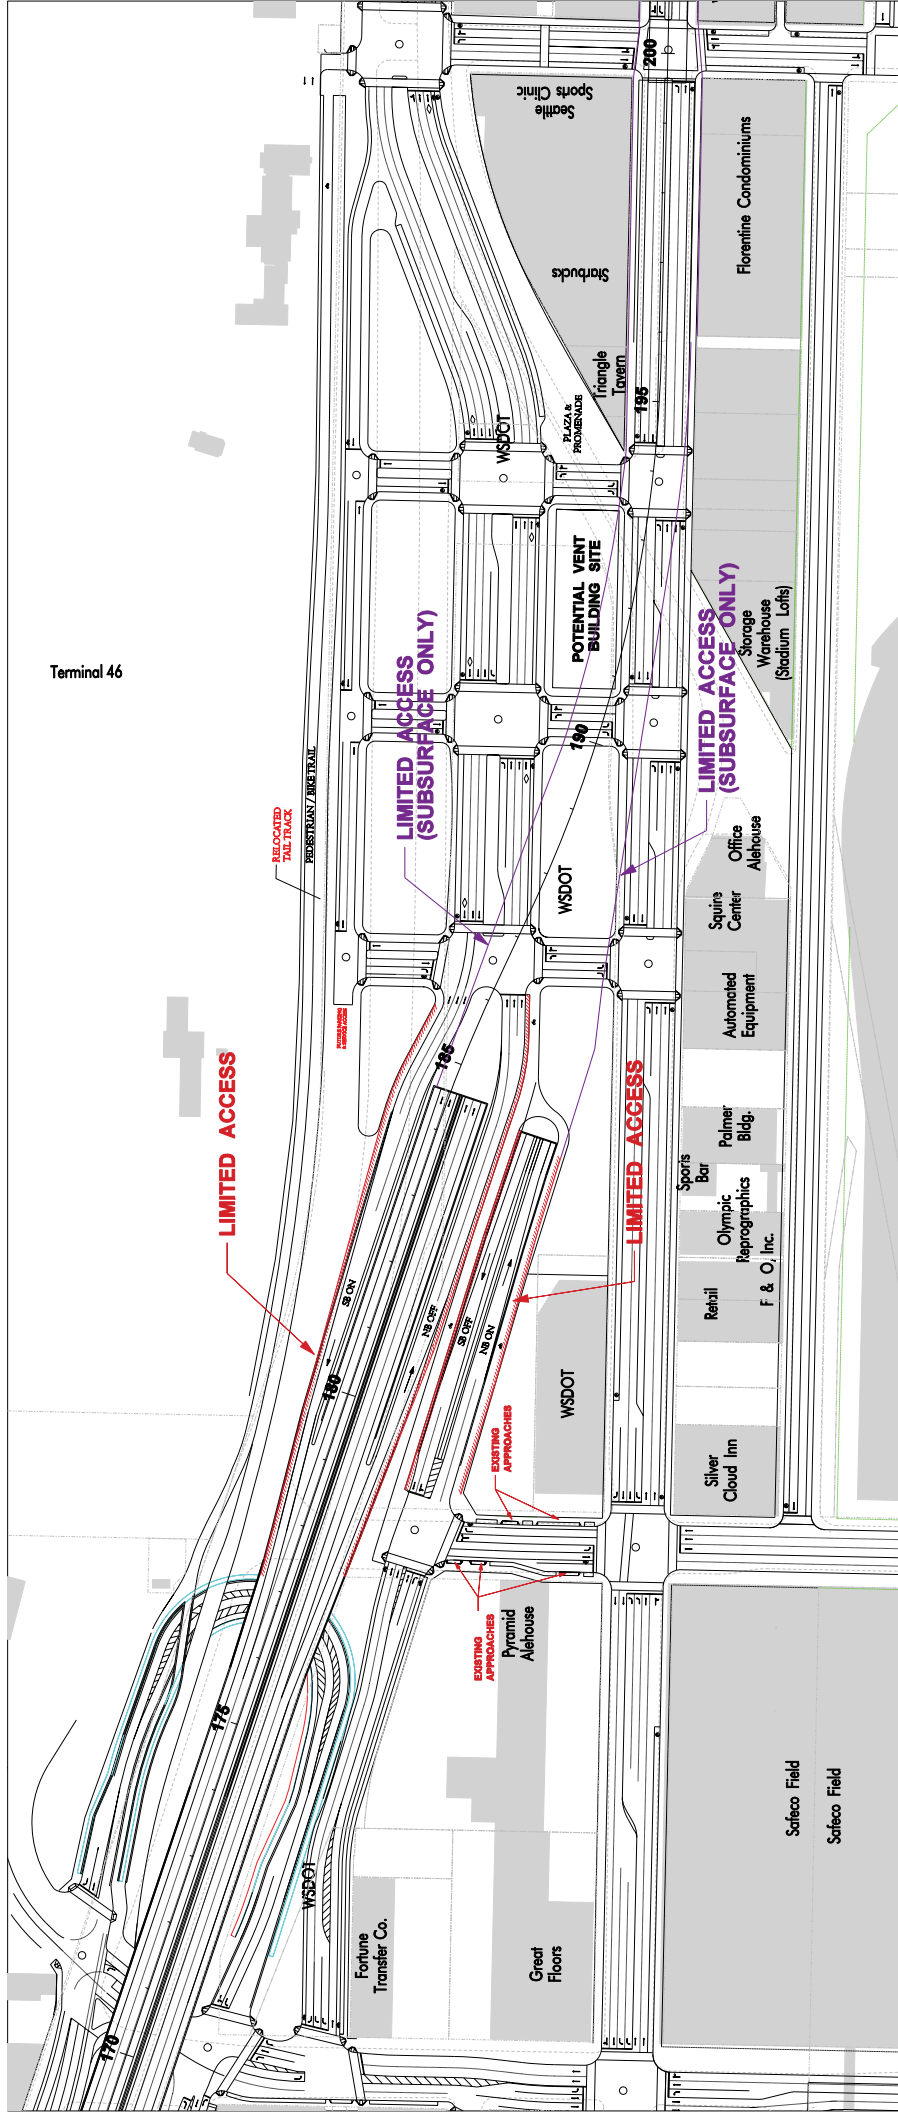 200
Seattle
Sports Clinic
Florentine Condominiums
Starbucks
Triangle
Tavern
195
PLAZA &
PROMENADE
WSDOT
POTENTIAL VENT
BUILDING SITE
LIMITED ACCESS
(SUBSURFACE ONLY)
LIMITED ACCESS
(SUBSURFACE ONLY)
Storage
Warehouse
(Stadium Lofts)
Terminal 46
190
PEDESTRIAN / BIKE TRAIL
RELOCATED
TAIL TRACK
Office
Alehouse
WSDOT
Squire
Center
Automated
Equipment
185
LIMITED ACCESS
LIMITED ACCESS
Palmer
Bldg.
Sports
Bar
Olympic
Reprographics
F & O, Inc.
Retail
SB ON
NB OFF
SB OFF
NB ON
180
WSDOT
EXISTING
APPROACHES
Silver
Cloud Inn
EXISTING
APPROACHES
Pyramid
Alehouse
175
Safeco Field
Safeco Field
WSDOT
Fortune
Transfer Co.
Great
Floors
170